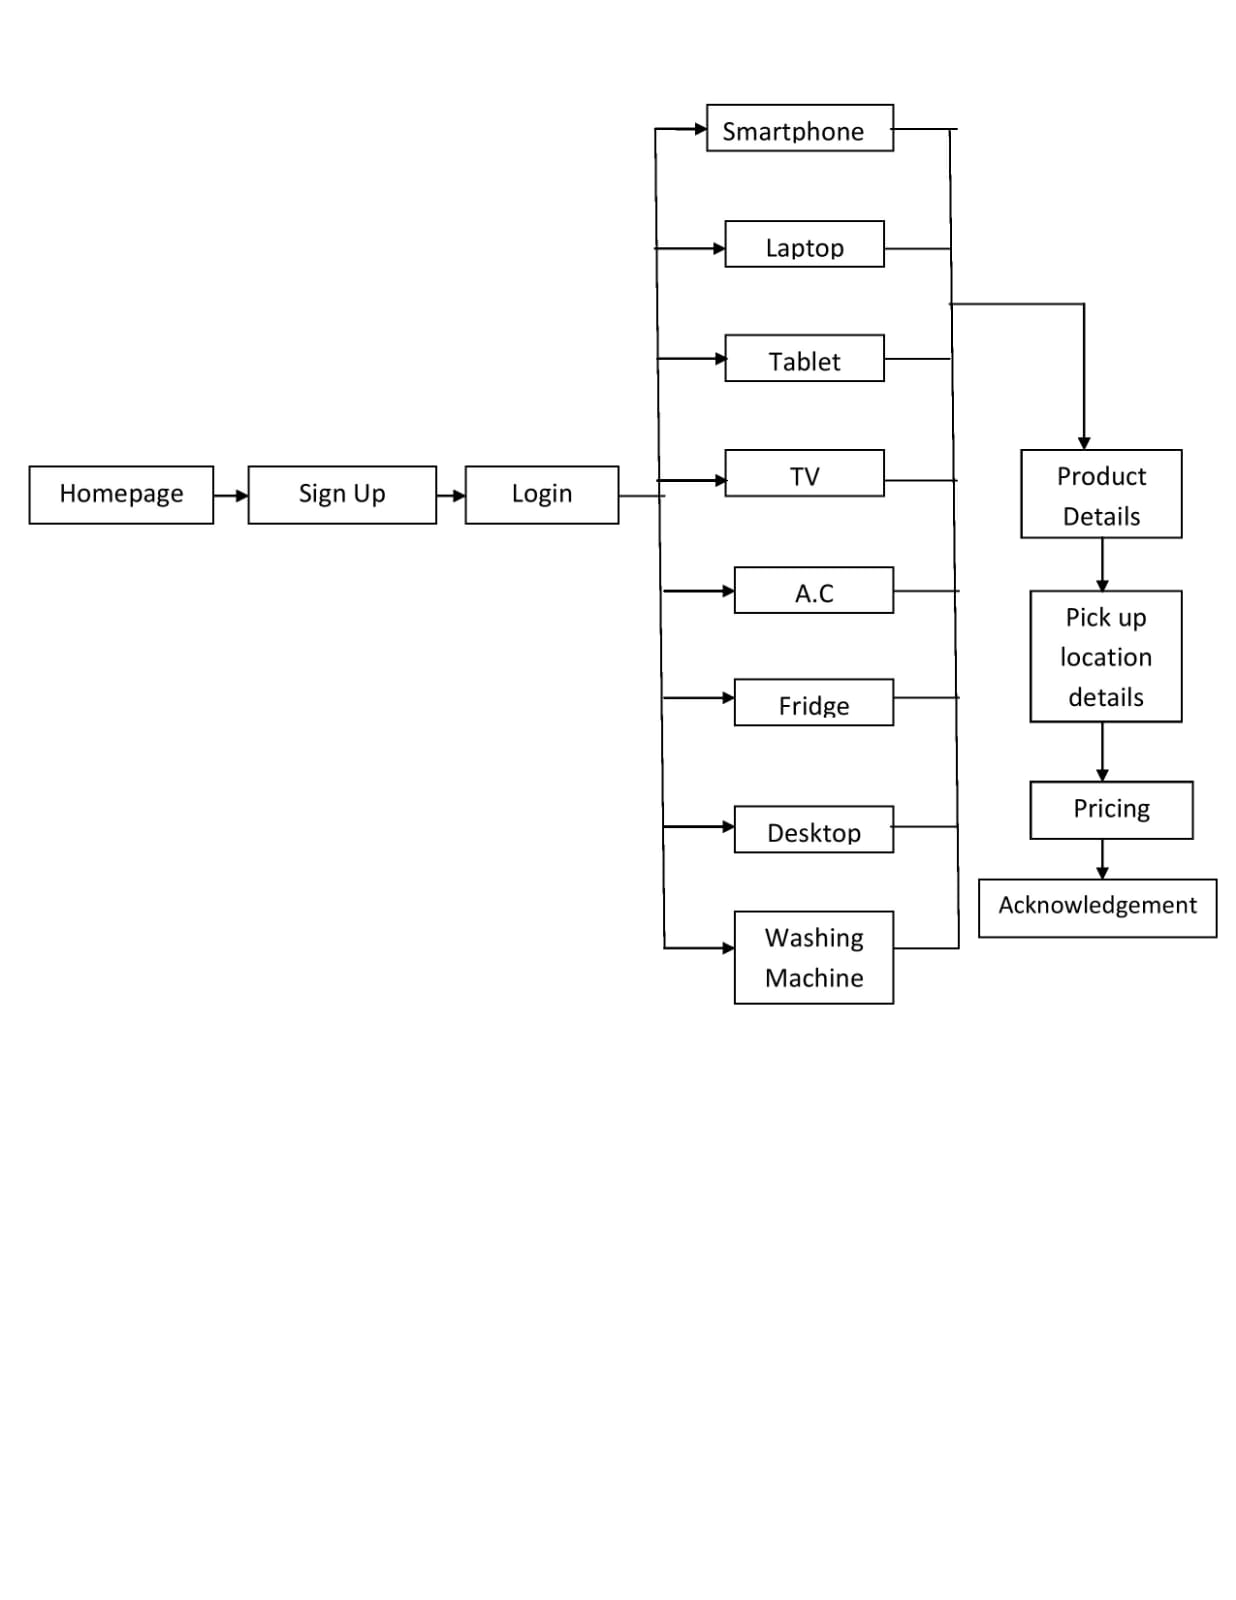 Smartphone
Laptop
Tablet
TV
Homepage
Sign Up
Login
A.C
Fridge
Desktop
Washing
Machine
Product
Details
Pick up
location
details
Pricing
Acknowledgement